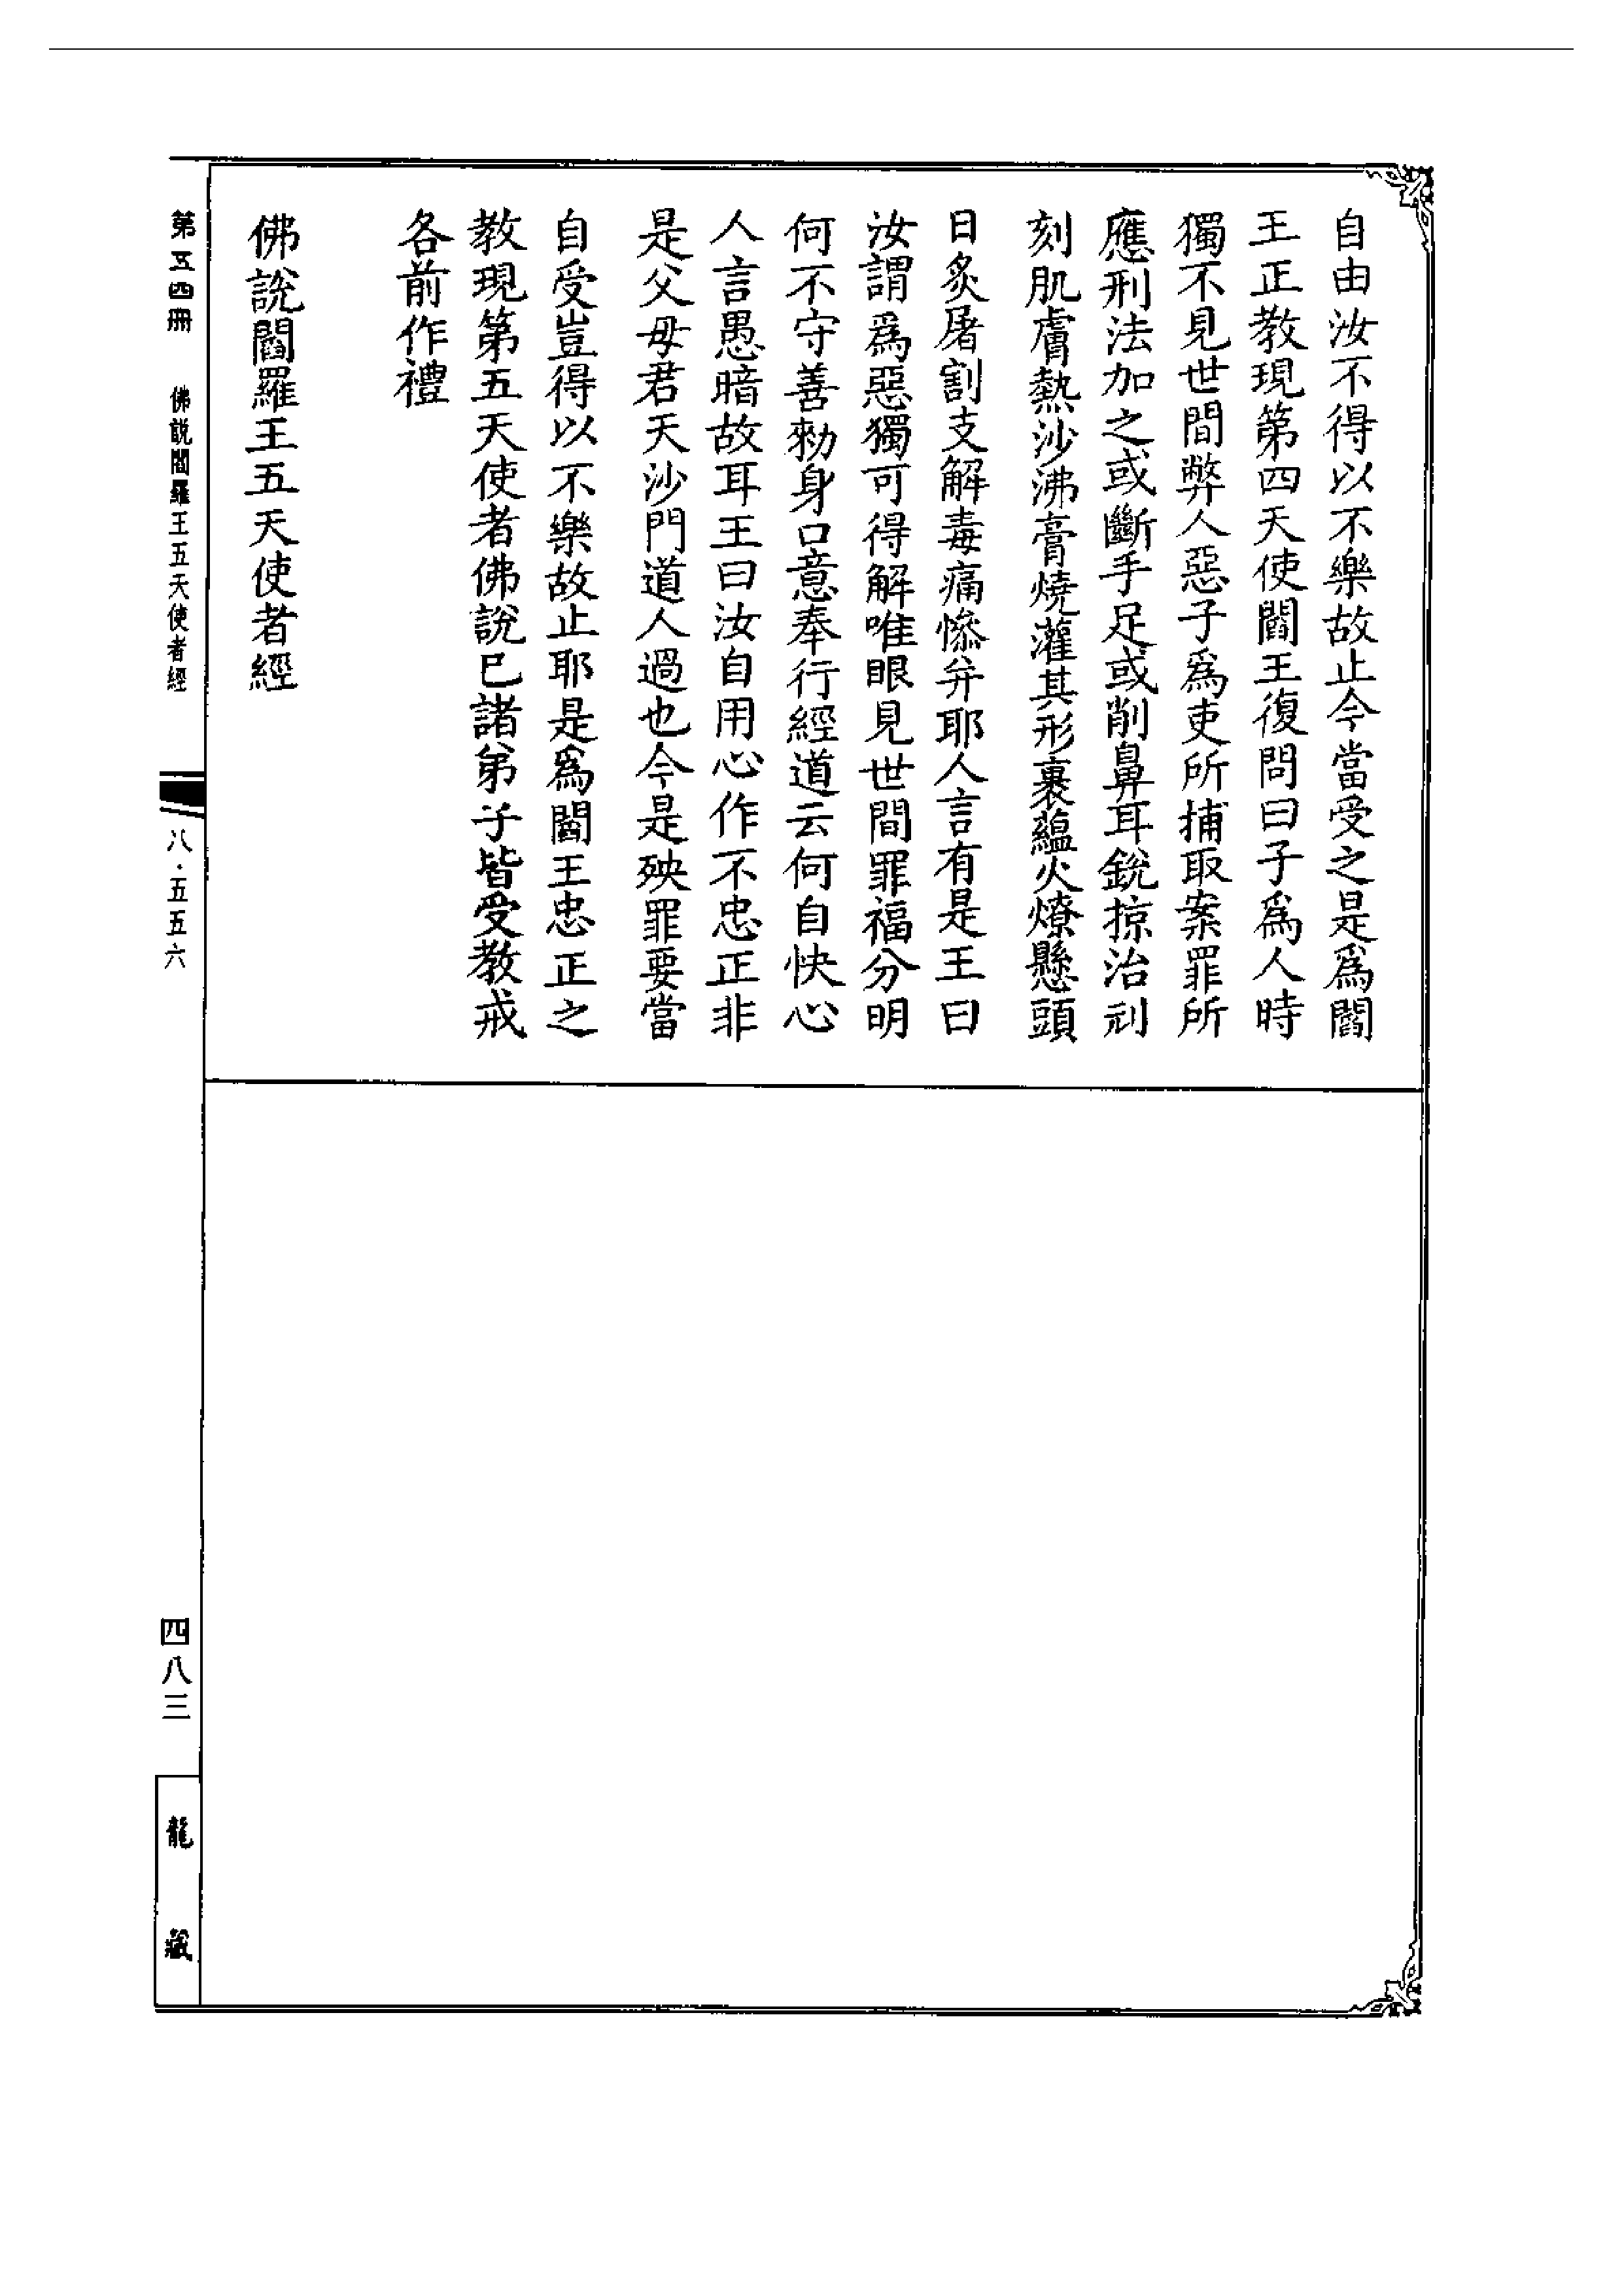 自由汝不得以不樂故止今當受之是爲閻
王正教現第四天使閻王復問曰子爲人時
獨不見世間弊人惡子爲吏所捕取案罪所
應刑法加之或斷手足或削鼻耳銳掠治刓
刻肌膚熱沙沸膏燒灌其形裹蘊火燎懸頭
日炙屠割支解毒痛慘并耶人言有是王曰
汝謂爲惡獨可得解唯眼見世間罪福分明
何不守善勑身口意奉行經道云何自快心
人言愚暗故耳王曰汝自用心作不忠正非
是父母君天沙門道人過也今是殃罪要當
自受豈得以不樂故止耶是爲閻王忠正之
教現第五天使者佛說已諸弟子皆受教戒
各前作禮
佛說閻羅王五天使者經
第五四冊 佛說閻羅王五天使者經
八·五五六
四八三
龍藏